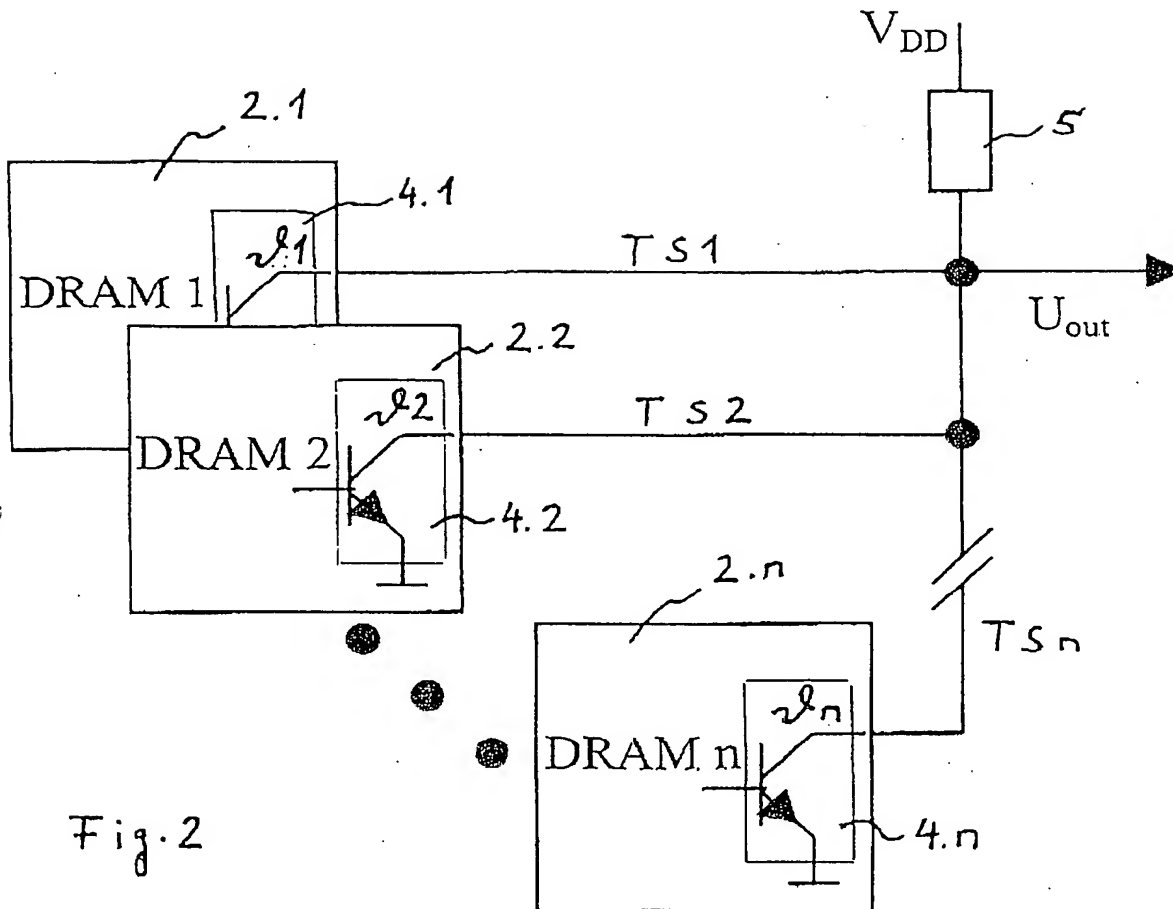 V_DD
2.1
5
4.1
ϑ1
TS1
DRAM 1
U_out
2.2
ϑ2
TS2
DRAM 2
4.2
2.n
TSn
ϑn
DRAM n
4.n
Fig.2